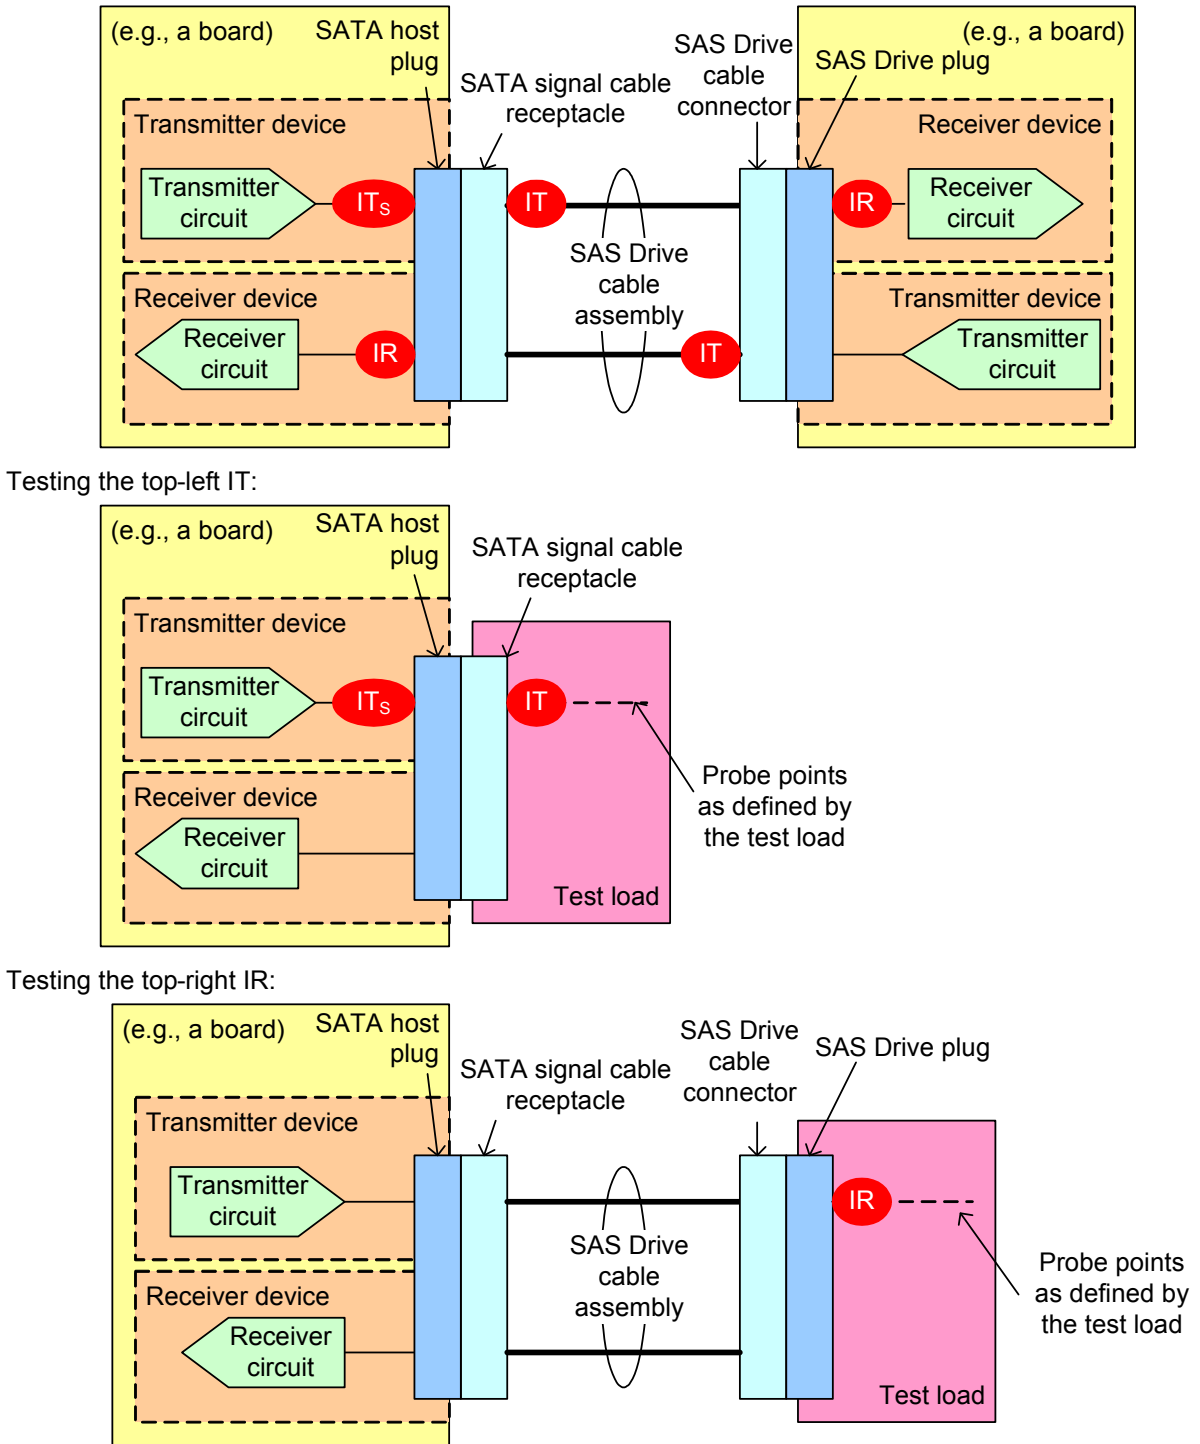 (e.g., a board)
SATA host
plug
SATA signal cable
receptacle
SAS Drive
cable
connector
SAS Drive plug
(e.g., a board)
Transmitter device
Transmitter
circuit
ITS
IT
IR
Receiver device
Receiver
circuit
SAS Drive
cable
assembly
Receiver device
Receiver
circuit
IR
IT
Transmitter device
Transmitter
circuit
Testing the top-left IT:
(e.g., a board)
SATA host
plug
SATA signal cable
receptacle
Transmitter device
Transmitter
circuit
ITS
IT
Receiver device
Receiver
circuit
Probe points
as defined by
the test load
Test load
Testing the top-right IR:
(e.g., a board)
SATA host
plug
SATA signal cable
receptacle
SAS Drive
cable
connector
SAS Drive plug
Transmitter device
Transmitter
circuit
IR
SAS Drive
cable
assembly
Receiver device
Receiver
circuit
Probe points
as defined by
the test load
Test load